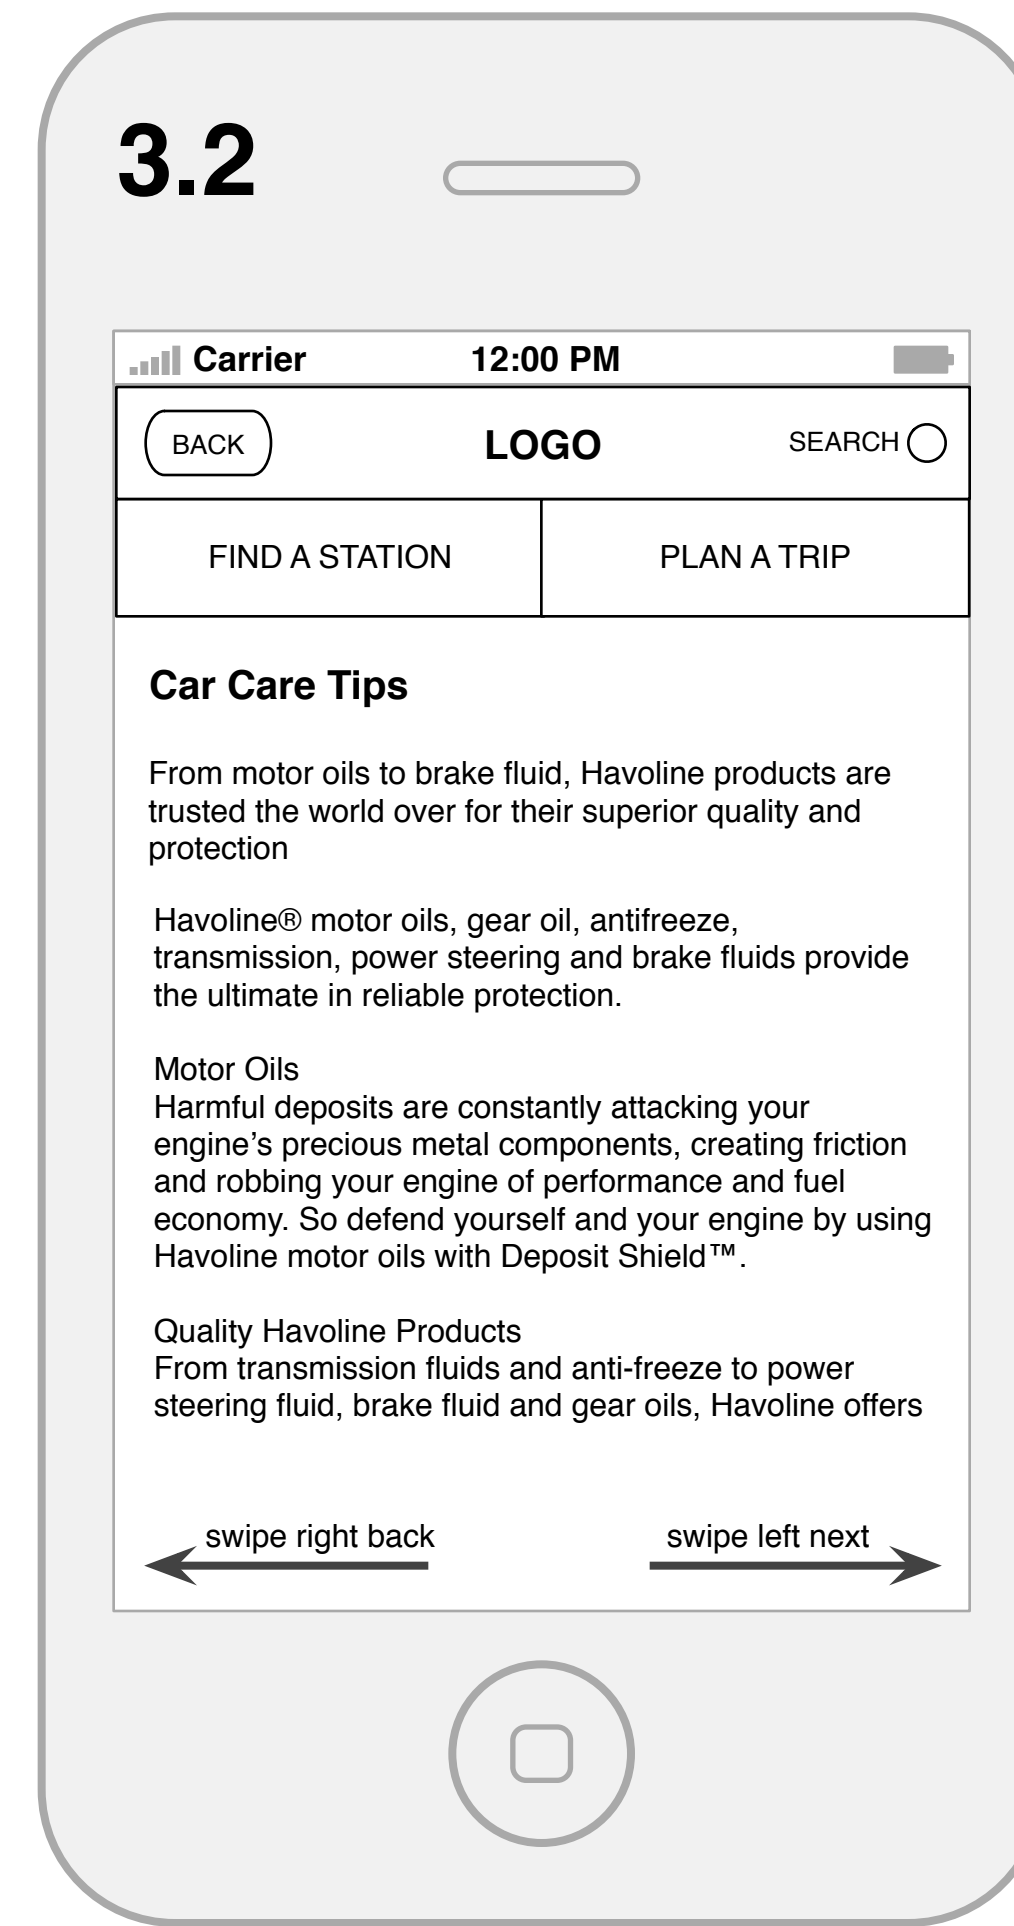 3.2
Carrier 12:00 PM
BACK LOGO SEARCH
FIND A STATION PLAN A TRIP
Car Care Tips
From motor oils to brake fluid, Havoline products are
trusted the world over for their superior quality and
protection
Havoline® motor oils, gear oil, antifreeze,
transmission, power steering and brake fluids provide
the ultimate in reliable protection.
Motor Oils
Harmful deposits are constantly attacking your
engine’s precious metal components, creating friction
and robbing your engine of performance and fuel
economy. So defend yourself and your engine by using
Havoline motor oils with Deposit Shield™.
Quality Havoline Products
From transmission fluids and anti-freeze to power
steering fluid, brake fluid and gear oils, Havoline offers
swipe right back swipe left next